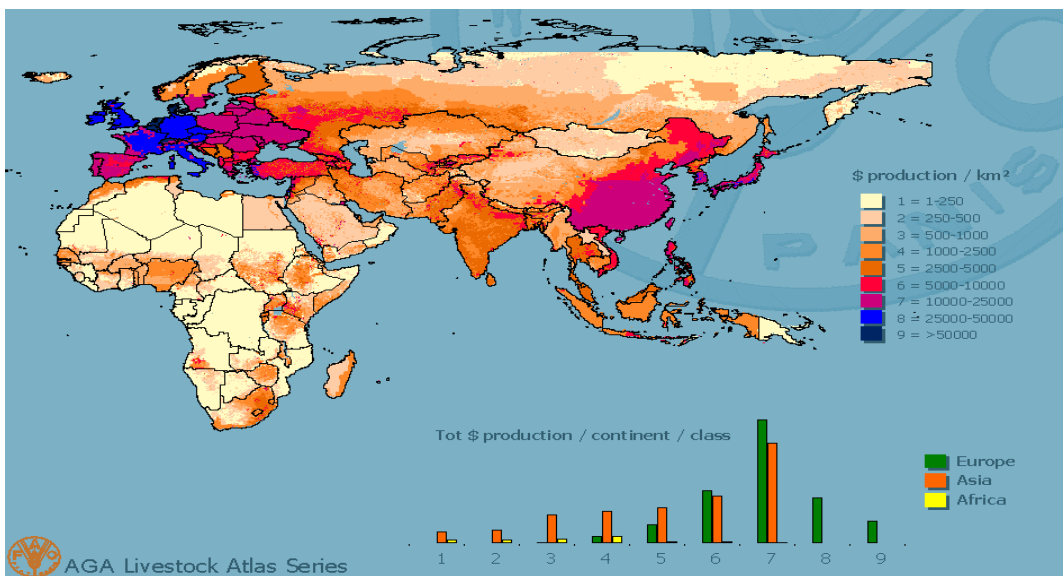 $ production / km²
1 = 1-250
2 = 250-500
3 = 500-1000
4 = 1000-2500
5 = 2500-5000
6 = 5000-10000
7 = 10000-25000
8 = 25000-50000
9 = >50000
Tot $ production / continent / class
Europe
Asia
Africa
1 2 3 4 5 6 7 8 9
FAO
AGA Livestock Atlas Series